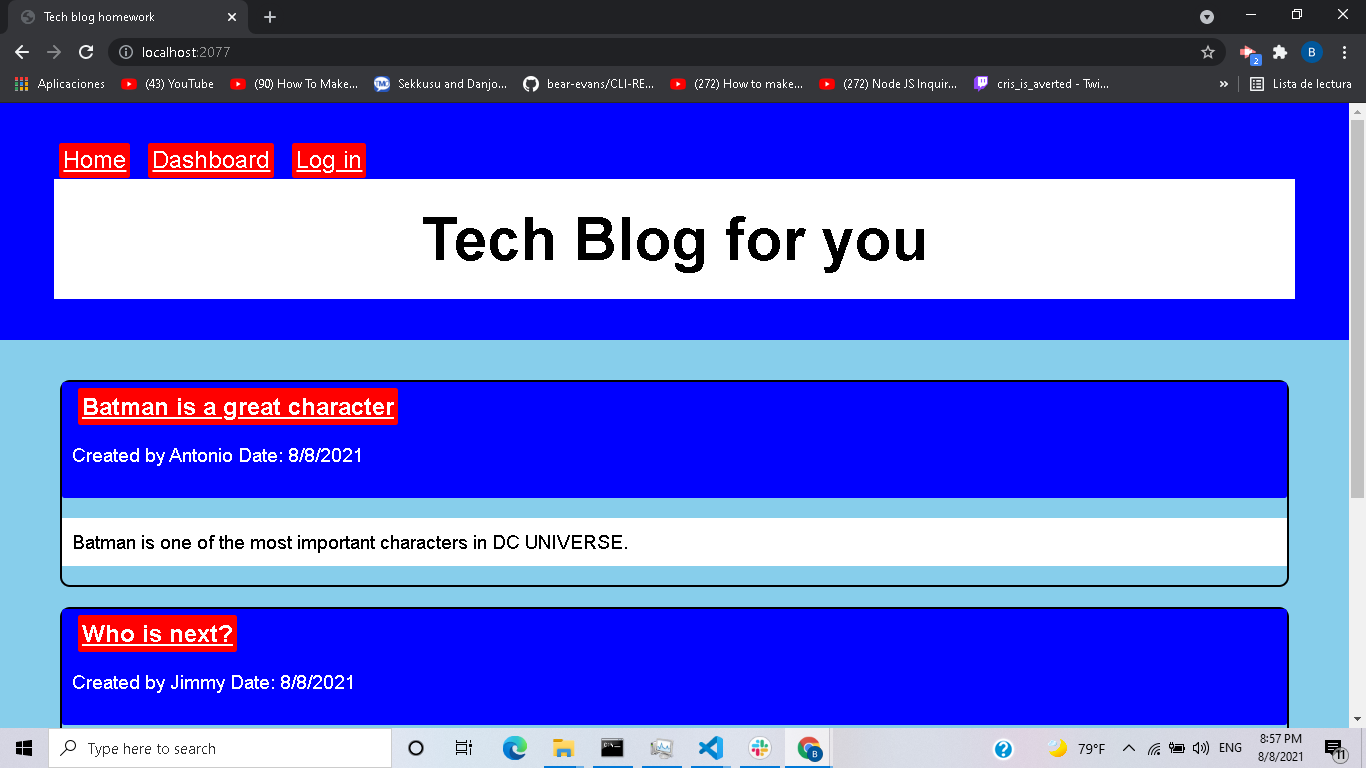 Tech blog homework
localhost:2077
Aplicaciones (43) YouTube (90) How To Make... Sekkusu and Danjo... bear-evans/CLI-RE... (272) How to make... (272) Node JS Inquir... cris_is_averted - Twi... » Lista de lectura
B
2
Home Dashboard Log in
Tech Blog for you
Batman is a great character
Created by Antonio Date: 8/8/2021
Batman is one of the most important characters in DC UNIVERSE.
Who is next?
Created by Jimmy Date: 8/8/2021
Type here to search
B
79°F
ENG
8:57 PM
8/8/2021
11